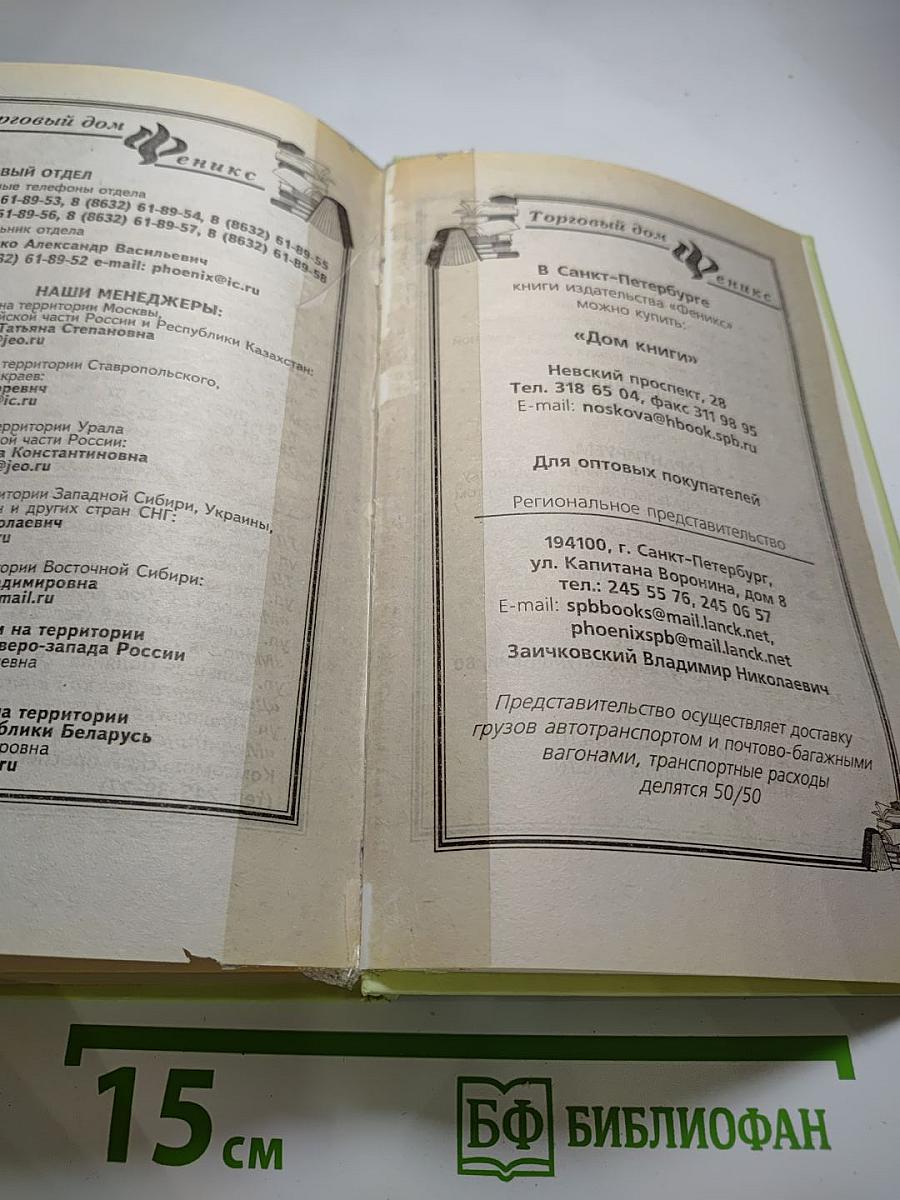 рговый дом Феникс
ВЫЙ ОТДЕЛ
ные телефоны отдела
61-89-53, 8 (8632) 61-89-54, 8 (8632) 61-89-55
61-89-56, 8 (8632) 61-89-57, 8 (8632) 61-89-58
ьник отдела
ко Александр Васильевич
32) 61-89-52 e-mail: phoenix@ic.ru
НАШИ МЕНЕДЖЕРЫ:
на территории Москвы,
йской части России и Республики Казахстан:
Татьяна Степановна
@jeo.ru
территории Ставропольского,
краев:
оревич
@ic.ru
ерритории Урала
ой части России:
а Константиновна
@jeo.ru
итории Западной Сибири, Украины,
н и других стран СНГ:
олаевич
ru
ории Восточной Сибири:
адимировна
mail.ru
м на территории
веро-запада России
еевна
на территории
блики Беларусь
ровна
ru
Торговый дом Феникс
В Санкт-Петербурге
книги издательства «Феникс»
можно купить:
«Дом книги»
Невский проспект, 28
Тел. 318 65 04, факс 311 98 95
E-mail: noskova@hbook.spb.ru
Для оптовых покупателей
Региональное представительство
194100, г. Санкт-Петербург,
ул. Капитана Воронина, дом 8
тел.: 245 55 76, 245 06 57
E-mail: spbbooks@mail.lanck.net,
phoenixspb@mail.lanck.net
Заичковский Владимир Николаевич
Представительство осуществляет доставку
грузов автотранспортом и почтово-багажными
вагонами, транспортные расходы
делятся 50/50
15 см
БФ БИБЛИОФАН